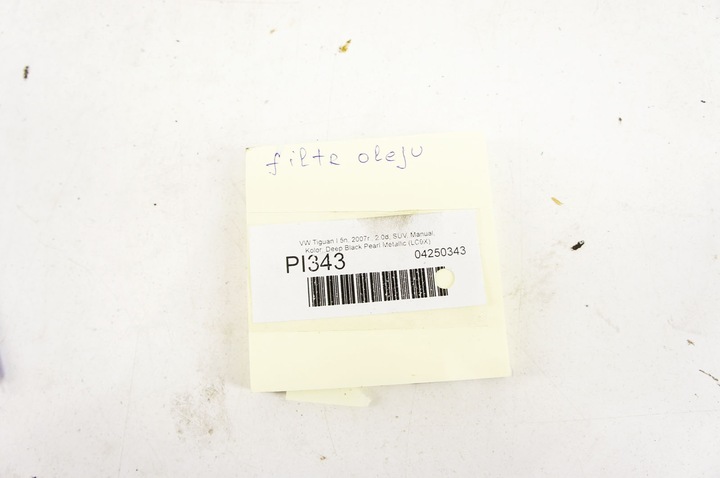 filtr oleju
VW Tiguan I 5n, 2007r., 2.0d, SUV, Manual,
Kolor: Deep Black Pearl Metallic (LC9X)
PI343 04250343